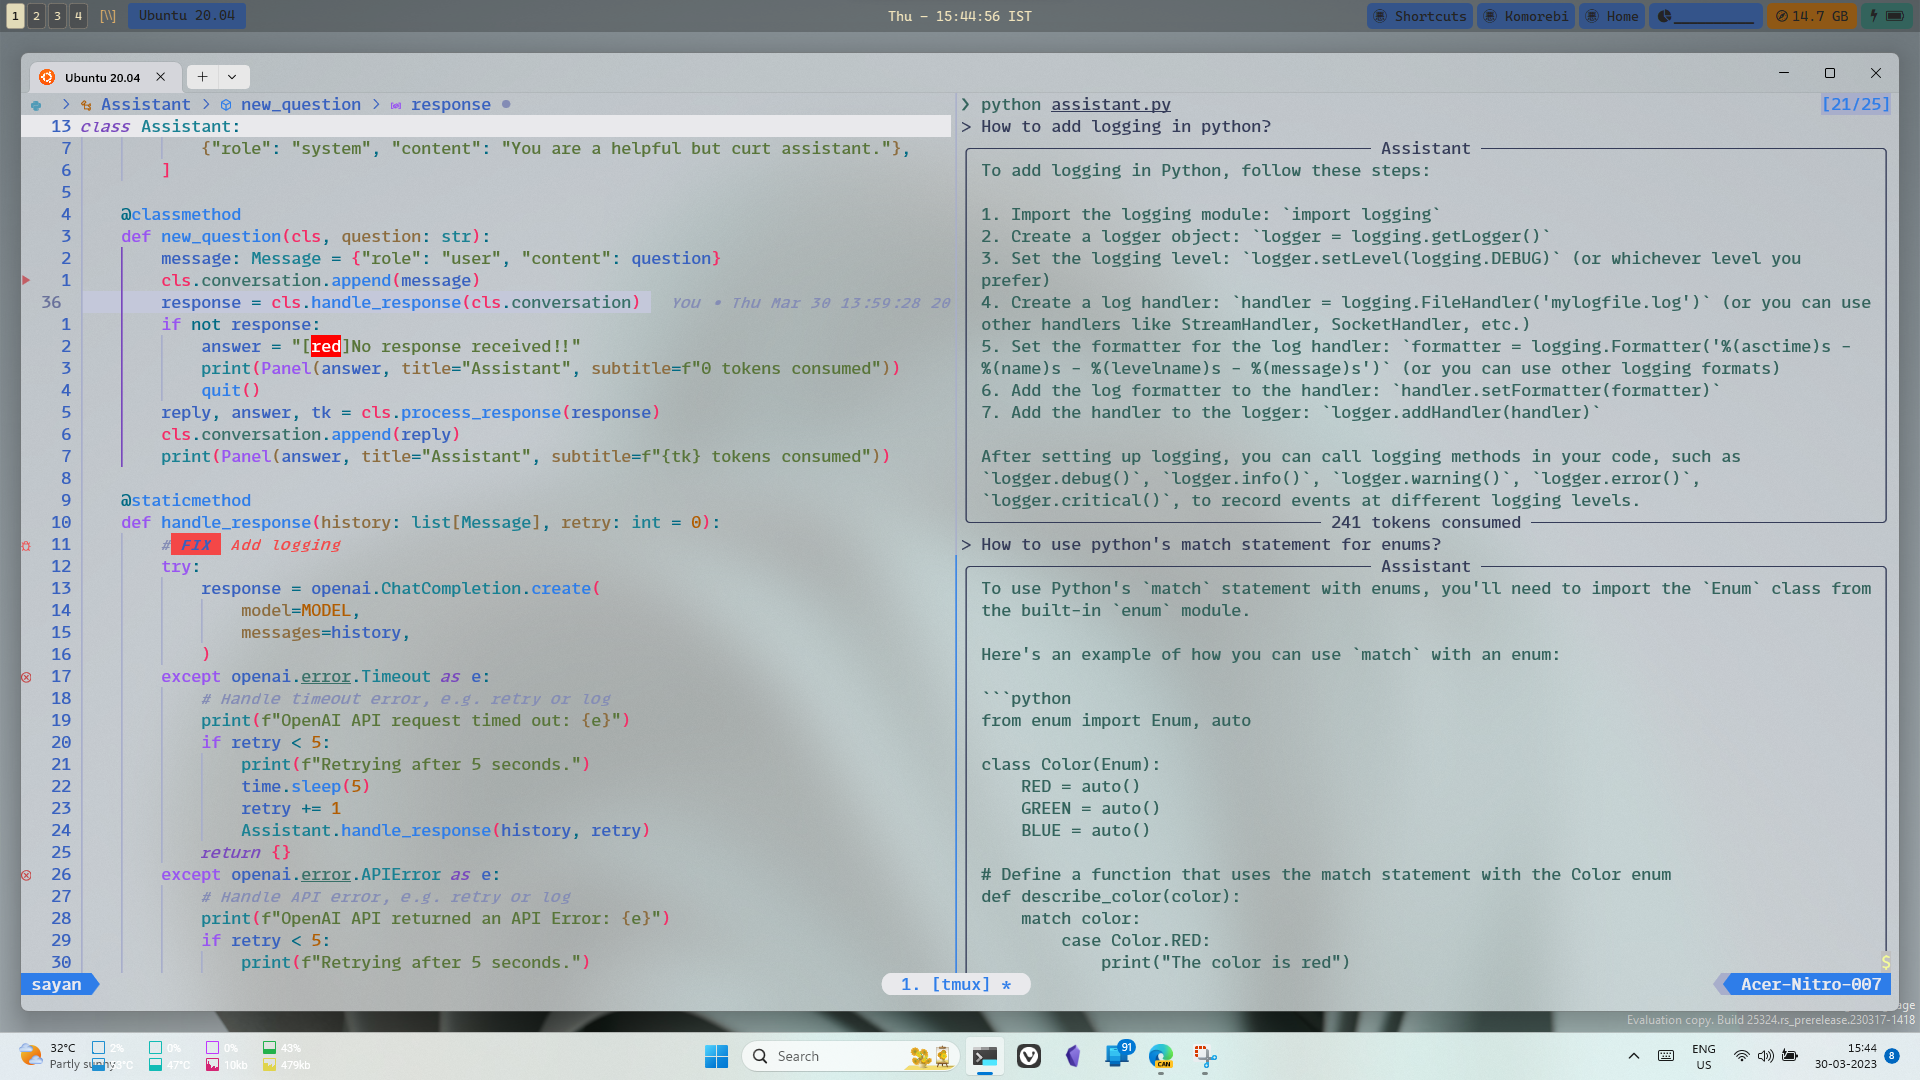 1 2 3 4 [\\] Ubuntu 20.04
Thu - 15:44:56 IST
Shortcuts Komorebi Home 14.7 GB
Ubuntu 20.04
> Assistant > new_question > response
13 class Assistant:
7 {"role": "system", "content": "You are a helpful but curt assistant."},
6 ]
5
4 @classmethod
3 def new_question(cls, question: str):
2 message: Message = {"role": "user", "content": question}
1 cls.conversation.append(message)
36 response = cls.handle_response(cls.conversation) You • Thu Mar 30 13:59:28 20
1 if not response:
2 answer = "[red]No response received!!"
3 print(Panel(answer, title="Assistant", subtitle=f"0 tokens consumed"))
4 quit()
5 reply, answer, tk = cls.process_response(response)
6 cls.conversation.append(reply)
7 print(Panel(answer, title="Assistant", subtitle=f"{tk} tokens consumed"))
8
9 @staticmethod
10 def handle_response(history: list[Message], retry: int = 0):
11 # FIX Add logging
12 try:
13 response = openai.ChatCompletion.create(
14 model=MODEL,
15 messages=history,
16 )
17 except openai.error.Timeout as e:
18 # Handle timeout error, e.g. retry or log
19 print(f"OpenAI API request timed out: {e}")
20 if retry < 5:
21 print(f"Retrying after 5 seconds.")
22 time.sleep(5)
23 retry += 1
24 Assistant.handle_response(history, retry)
25 return {}
26 except openai.error.APIError as e:
27 # Handle API error, e.g. retry or log
28 print(f"OpenAI API returned an API Error: {e}")
29 if retry < 5:
30 print(f"Retrying after 5 seconds.")
❯ python assistant.py [21/25]
> How to add logging in python?
Assistant
To add logging in Python, follow these steps:
1. Import the logging module: `import logging`
2. Create a logger object: `logger = logging.getLogger()`
3. Set the logging level: `logger.setLevel(logging.DEBUG)` (or whichever level you
prefer)
4. Create a log handler: `handler = logging.FileHandler('mylogfile.log')` (or you can use
other handlers like StreamHandler, SocketHandler, etc.)
5. Set the formatter for the log handler: `formatter = logging.Formatter('%(asctime)s -
%(name)s - %(levelname)s - %(message)s')` (or you can use other logging formats)
6. Add the log formatter to the handler: `handler.setFormatter(formatter)`
7. Add the handler to the logger: `logger.addHandler(handler)`
After setting up logging, you can call logging methods in your code, such as
`logger.debug()`, `logger.info()`, `logger.warning()`, `logger.error()`,
`logger.critical()`, to record events at different logging levels.
241 tokens consumed
> How to use python's match statement for enums?
Assistant
To use Python's `match` statement with enums, you'll need to import the `Enum` class from
the built-in `enum` module.
Here's an example of how you can use `match` with an enum:
```python
from enum import Enum, auto
class Color(Enum):
RED = auto()
GREEN = auto()
BLUE = auto()
# Define a function that uses the match statement with the Color enum
def describe_color(color):
match color:
case Color.RED:
print("The color is red")
$
sayan
1. [tmux] *
Acer-Nitro-007
Evaluation copy. Build 25324.rs_prerelease.230317-1418
32°C
Partly sunny
2% 0% 0% 43%
47°C 10kb 479kb
Search
91
CAN
ENG
US
15:44
30-03-2023
8